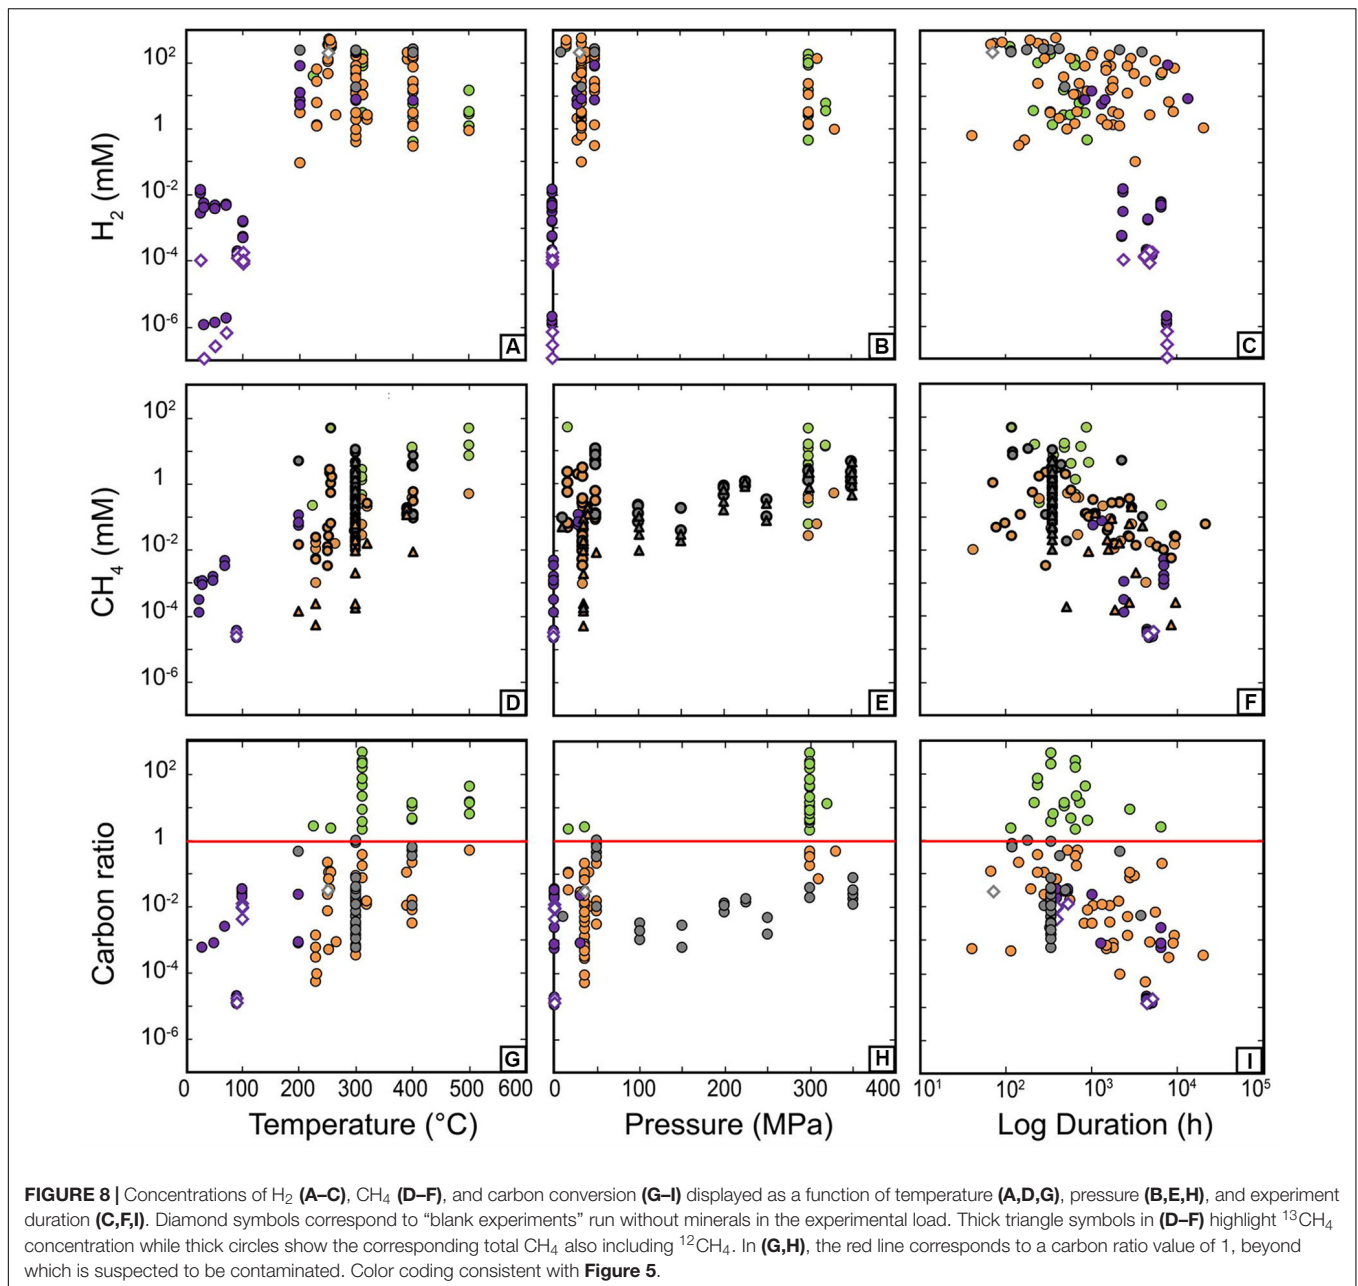 H2 (mM)
10^2
1
10^-2
10^-4
10^-6
A
B
C
CH4 (mM)
10^2
1
10^-2
10^-4
10^-6
D
E
F
Carbon ratio
10^2
1
10^-2
10^-4
10^-6
G
H
I
0 100 200 300 400 500 600
0 100 200 300 400
10^1 10^2 10^3 10^4 10^5
Temperature (°C)
Pressure (MPa)
Log Duration (h)
FIGURE 8 | Concentrations of H2 (A–C), CH4 (D–F), and carbon conversion (G–I) displayed as a function of temperature (A,D,G), pressure (B,E,H), and experiment
duration (C,F,I). Diamond symbols correspond to “blank experiments” run without minerals in the experimental load. Thick triangle symbols in (D–F) highlight 13CH4
concentration while thick circles show the corresponding total CH4 also including 12CH4. In (G,H), the red line corresponds to a carbon ratio value of 1, beyond
which is suspected to be contaminated. Color coding consistent with Figure 5.